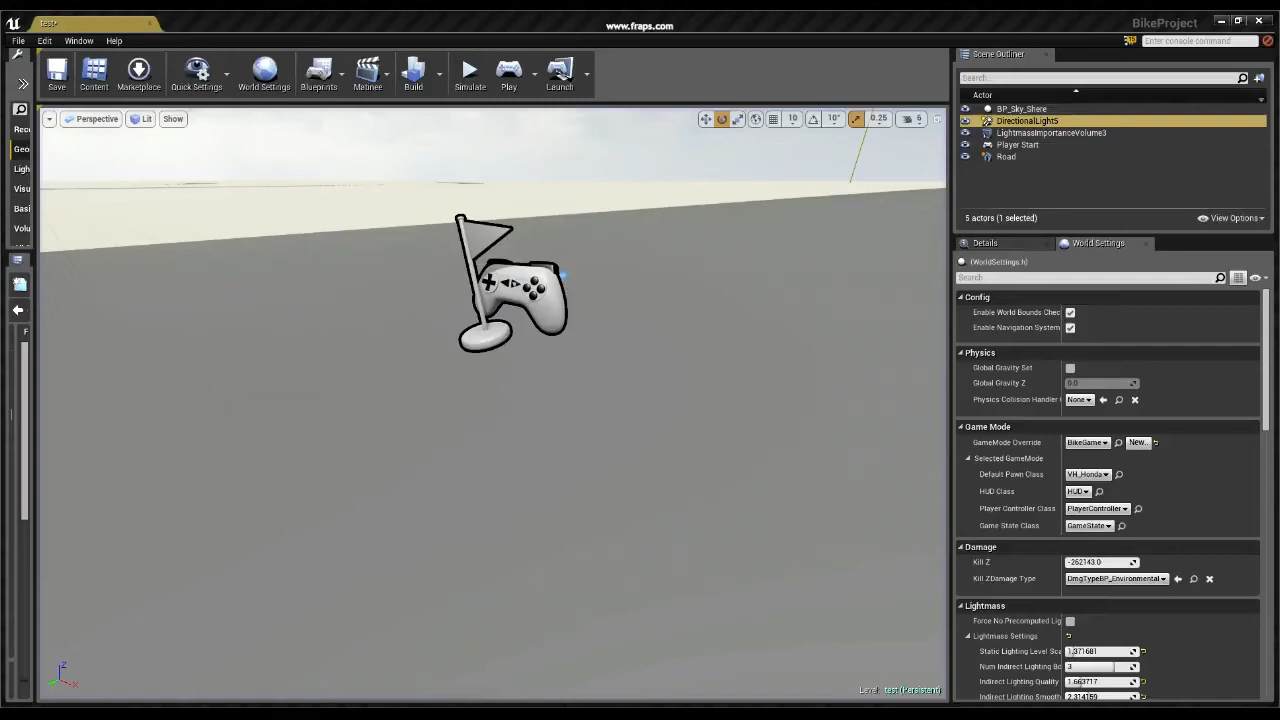 www.fraps.com
test•
BikeProject
File Edit Window Help
Enter console command
Save Content Marketplace Quick Settings World Settings Blueprints Matinee Build Simulate Play Launch
Perspective Lit Show
10 10° 0.25 6
Rec
Geo
Ligh
Visu
Basi
Volu
F
Scene Outliner
Search...
Actor
BP_Sky_Shere
DirectionalLight5
LightmassImportanceVolume3
Player Start
Road
5 actors (1 selected) View Options
Details World Settings
(WorldSettings.h)
Search
Config
Enable World Bounds Chec
Enable Navigation System
Physics
Global Gravity Set
Global Gravity Z 0.0
Physics Collision Handler None
Game Mode
GameMode Override BikeGame New..
Selected GameMode
Default Pawn Class VH_Honda
HUD Class HUD
Player Controller Class PlayerController
Game State Class GameState
Damage
Kill Z -262143.0
Kill ZDamage Type DmgTypeBP_Environmental
Lightmass
Force No Precomputed Lig
Lightmass Settings
Static Lighting Level Sca 1.371681
Num Indirect Lighting Bo 3
Indirect Lighting Quality 1.663717
Indirect Lighting Smooth 2.314159
Z
X
Level: test (Persistent)